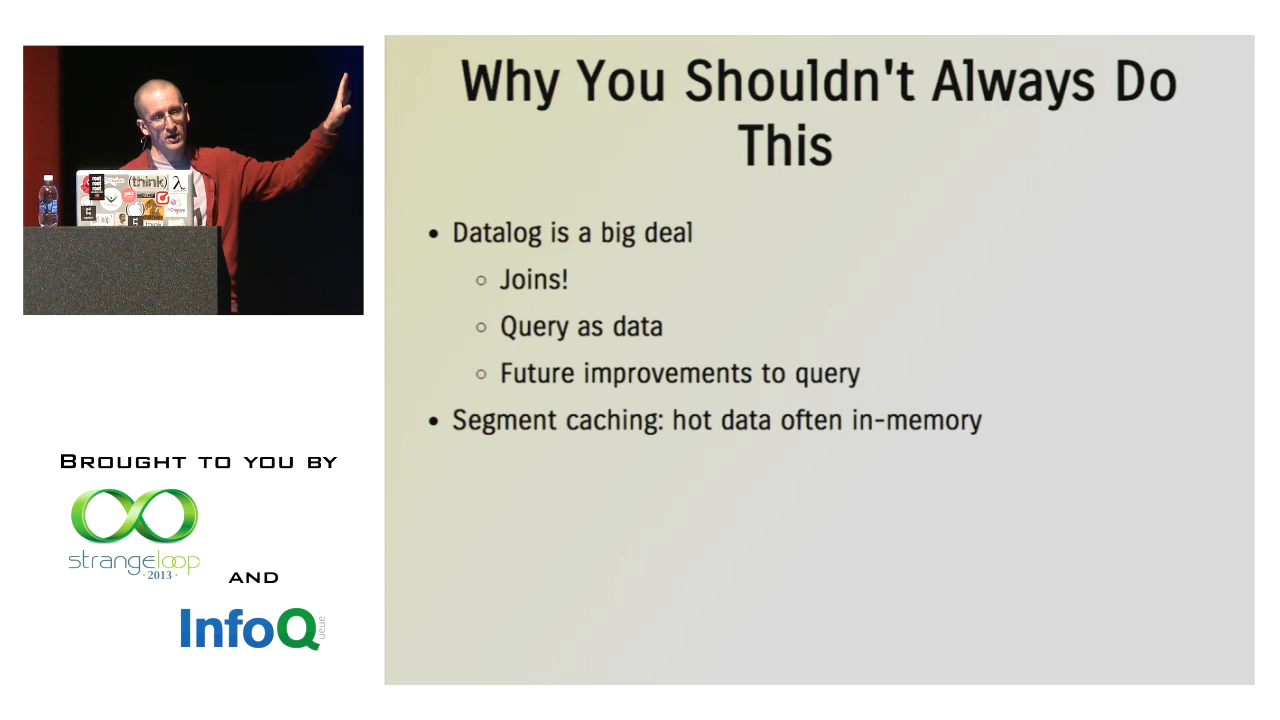 Why You Shouldn't Always Do
This
• Datalog is a big deal
○ Joins!
○ Query as data
○ Future improvements to query
• Segment caching: hot data often in-memory
(think)
λ
BROUGHT TO YOU BY
strangeloop
·2013·
AND
InfoQ
ueue